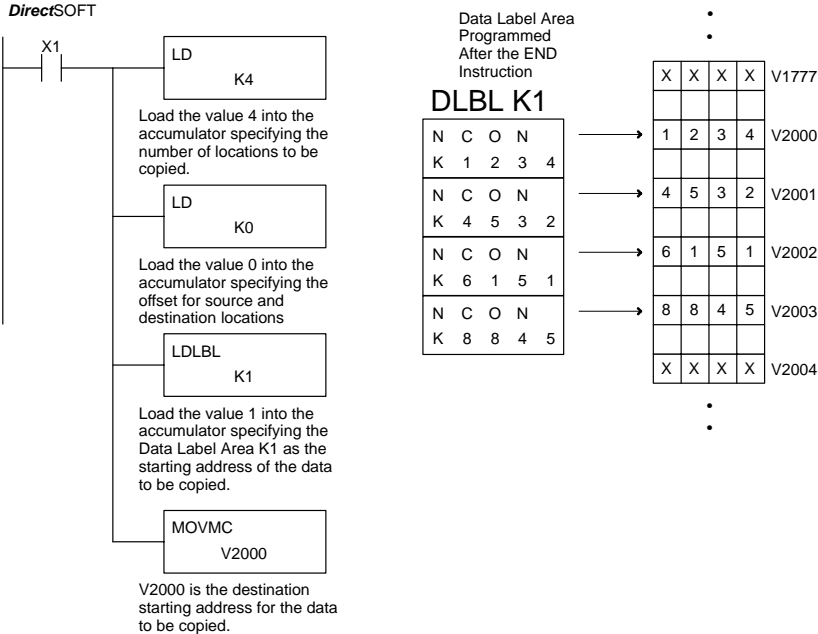 DirectSOFT
X1
LD
K4
Load the value 4 into the
accumulator specifying the
number of locations to be
copied.
LD
K0
Load the value 0 into the
accumulator specifying the
offset for source and
destination locations
LDLBL
K1
Load the value 1 into the
accumulator specifying the
Data Label Area K1 as the
starting address of the data
to be copied.
MOVMC
V2000
V2000 is the destination
starting address for the data
to be copied.
Data Label Area
Programmed
After the END
Instruction
DLBL K1
N C O N
K 1 2 3 4
N C O N
K 4 5 3 2
N C O N
K 6 1 5 1
N C O N
K 8 8 4 5
X X X X V1777
1 2 3 4 V2000
4 5 3 2 V2001
6 1 5 1 V2002
8 8 4 5 V2003
X X X X V2004